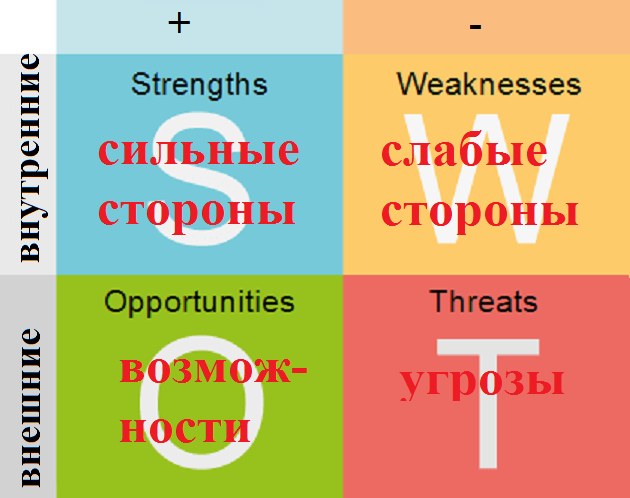 +
-
внутренние
Strengths
S
сильные
стороны
Weaknesses
W
слабые
стороны
внешние
Opportunities
O
возмож-
ности
Threats
T
угрозы